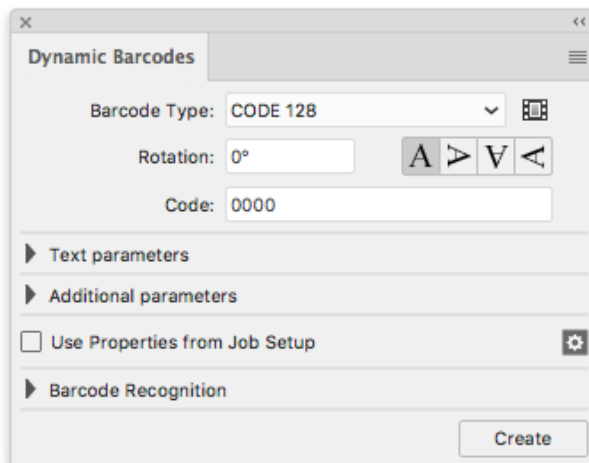 Dynamic Barcodes
Barcode Type: CODE 128
Rotation: 0° A A A A
Code: 0000
Text parameters
Additional parameters
Use Properties from Job Setup
Barcode Recognition
Create